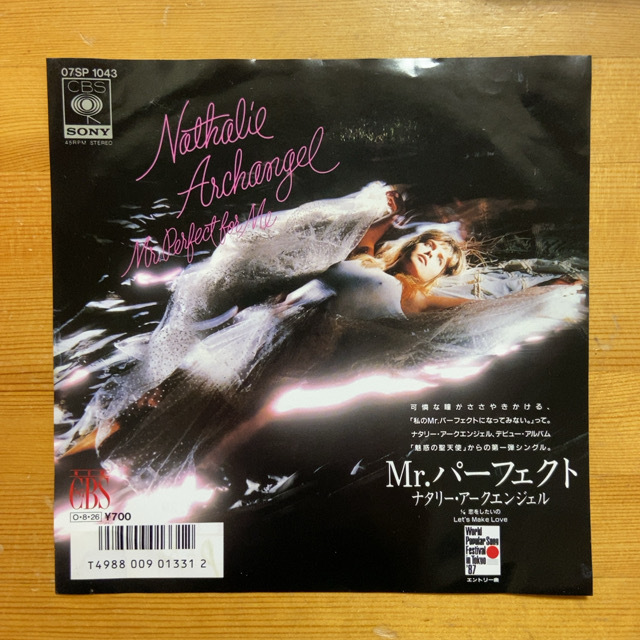 07SP 1043
CBS
SONY
45RPM STEREO
Nathalie
Archangel
Mr. Perfect for Me
可憐な瞳がささやきかける、
「私のMr.パーフェクトになってみない。」って。
ナタリー・アークエンジェル、デビュー・アルバム
「魅惑の聖天使」からの第一弾シングル。
Mr.パーフェクト
ナタリー・アークエンジェル
恋をしたいの
Let's Make Love
World
Popular Song
Festival
in Tokyo
'87
エントリー曲
CBS
O・8・26 ¥700
T4988 009 01331 2